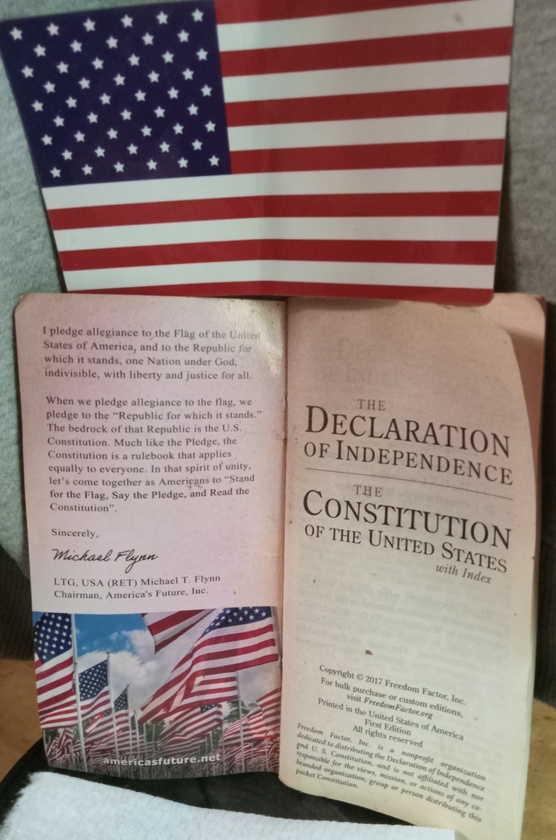 I pledge allegiance to the Flag of the United
States of America, and to the Republic for
which it stands, one Nation under God,
indivisible, with liberty and justice for all.
When we pledge allegiance to the flag, we
pledge to the “Republic for which it stands.”
The bedrock of that Republic is the U.S.
Constitution. Much like the Pledge, the
Constitution is a rulebook that applies
equally to everyone. In that spirit of unity,
let's come together as Americans to “Stand
for the Flag, Say the Pledge, and Read the
Constitution”.
Sincerely,
Michael Flynn
LTG, USA (RET) Michael T. Flynn
Chairman, America's Future, Inc.
americasfuture.net
THE
DECLARATION
OF INDEPENDENCE
THE
CONSTITUTION
OF THE UNITED STATES
with Index
Copyright © 2017 Freedom Factor, Inc.
For bulk purchase or custom editions,
visit FreedomFactor.org
Printed in the United States of America
First Edition
All rights reserved
Freedom Factor, Inc. is a nonprofit organization
dedicated to distributing the Declaration of Independence
and U. S. Constitution, and is not affiliated with nor
responsible for the views, mission, or actions of any co-
branded organization, group or person distributing this
pocket Constitution.